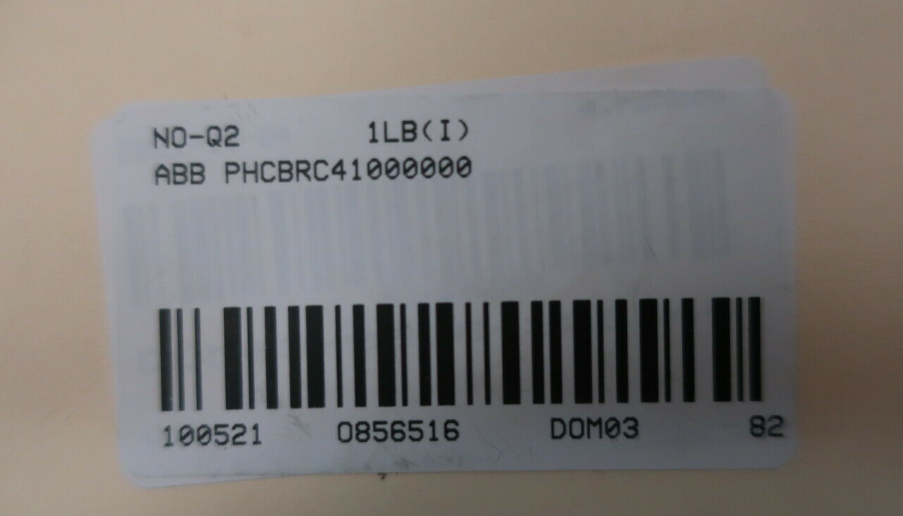 NO-Q2 1LB(I)
ABB PHCBRC41000000
100521 0856516 DOM03 82